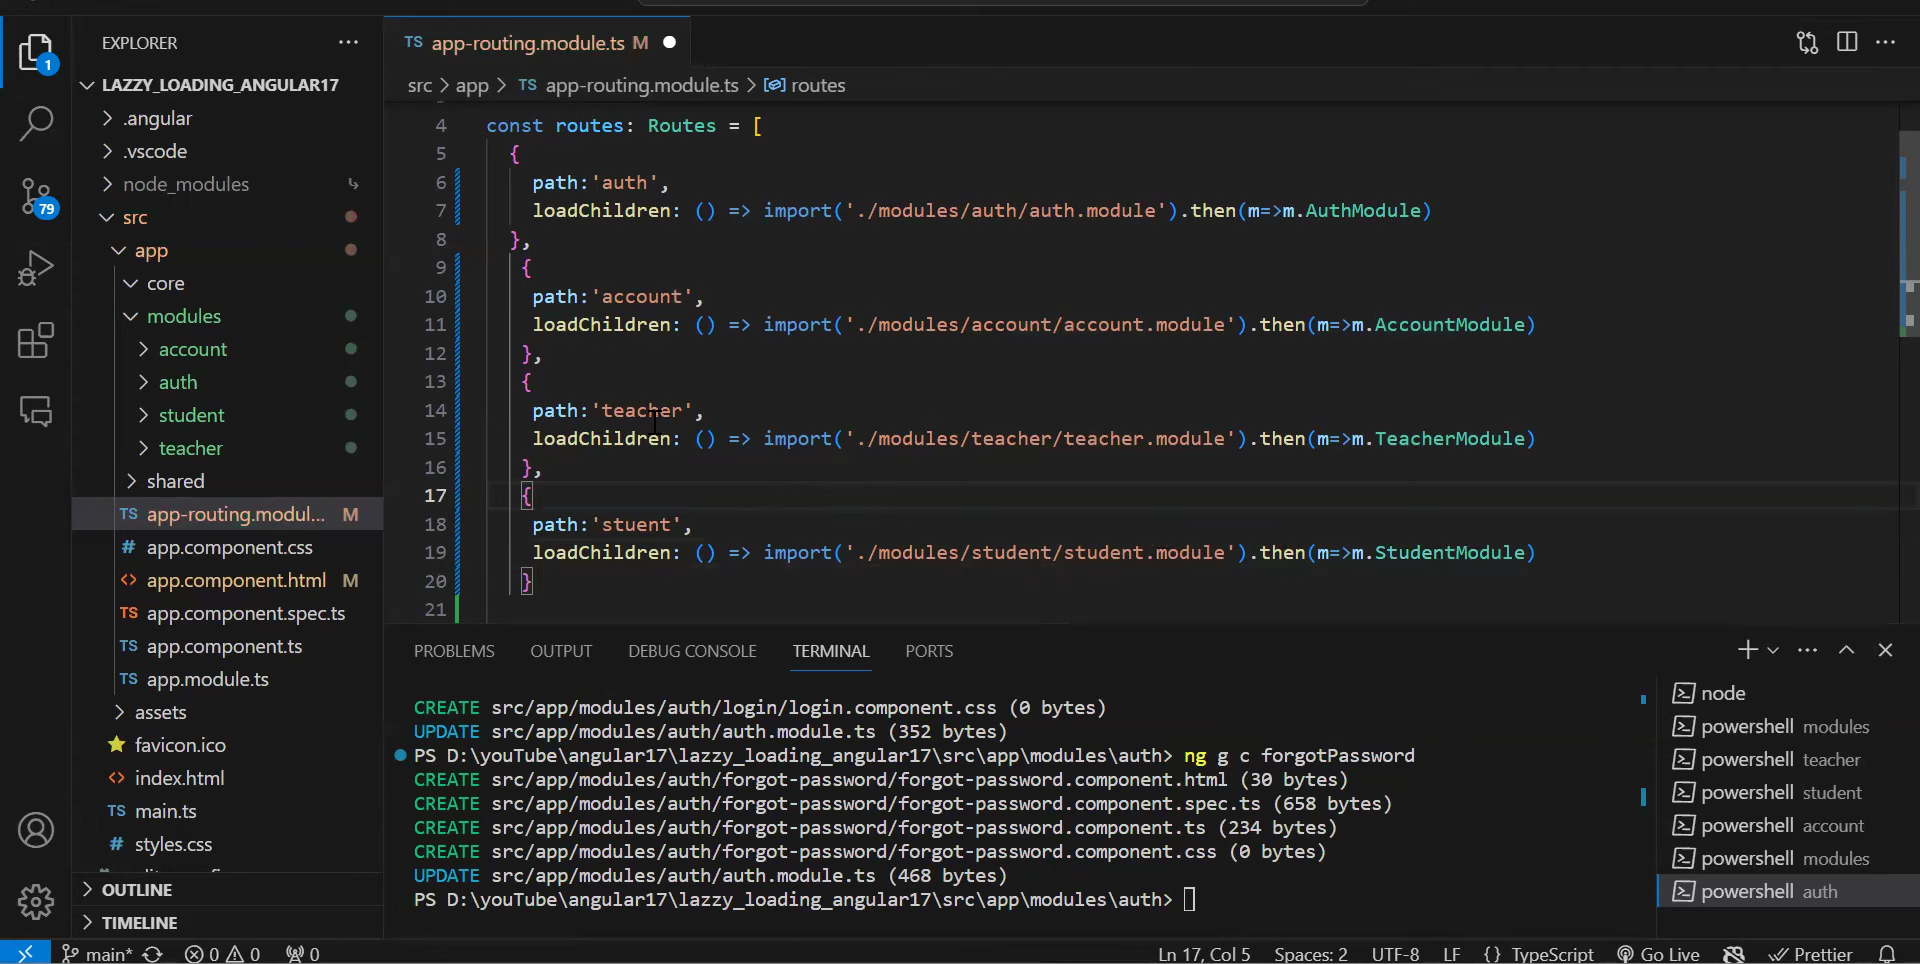 EXPLORER
1
LAZZY_LOADING_ANGULAR17
.angular
.vscode
node_modules
79
src
app
core
modules
account
auth
student
teacher
shared
TS app-routing.modul... M
# app.component.css
<> app.component.html M
TS app.component.spec.ts
TS app.component.ts
TS app.module.ts
assets
favicon.ico
<> index.html
TS main.ts
# styles.css
OUTLINE
TIMELINE
TS app-routing.module.ts M
src > app > TS app-routing.module.ts > routes
4 const routes: Routes = [
5 {
6 path:'auth',
7 loadChildren: () => import('./modules/auth/auth.module').then(m=>m.AuthModule)
8 },
9 {
10 path:'account',
11 loadChildren: () => import('./modules/account/account.module').then(m=>m.AccountModule)
12 },
13 {
14 path:'teacher',
15 loadChildren: () => import('./modules/teacher/teacher.module').then(m=>m.TeacherModule)
16 },
17 {
18 path:'stuent',
19 loadChildren: () => import('./modules/student/student.module').then(m=>m.StudentModule)
20 }
21
PROBLEMS OUTPUT DEBUG CONSOLE TERMINAL PORTS
CREATE src/app/modules/auth/login/login.component.css (0 bytes)
UPDATE src/app/modules/auth/auth.module.ts (352 bytes)
PS D:\youTube\angular17\lazzy_loading_angular17\src\app\modules\auth> ng g c forgotPassword
CREATE src/app/modules/auth/forgot-password/forgot-password.component.html (30 bytes)
CREATE src/app/modules/auth/forgot-password/forgot-password.component.spec.ts (658 bytes)
CREATE src/app/modules/auth/forgot-password/forgot-password.component.ts (234 bytes)
CREATE src/app/modules/auth/forgot-password/forgot-password.component.css (0 bytes)
UPDATE src/app/modules/auth/auth.module.ts (468 bytes)
PS D:\youTube\angular17\lazzy_loading_angular17\src\app\modules\auth>
node
powershell modules
powershell teacher
powershell student
powershell account
powershell modules
powershell auth
main* 0 0 0 Ln 17, Col 5 Spaces: 2 UTF-8 LF {} TypeScript Go Live Prettier